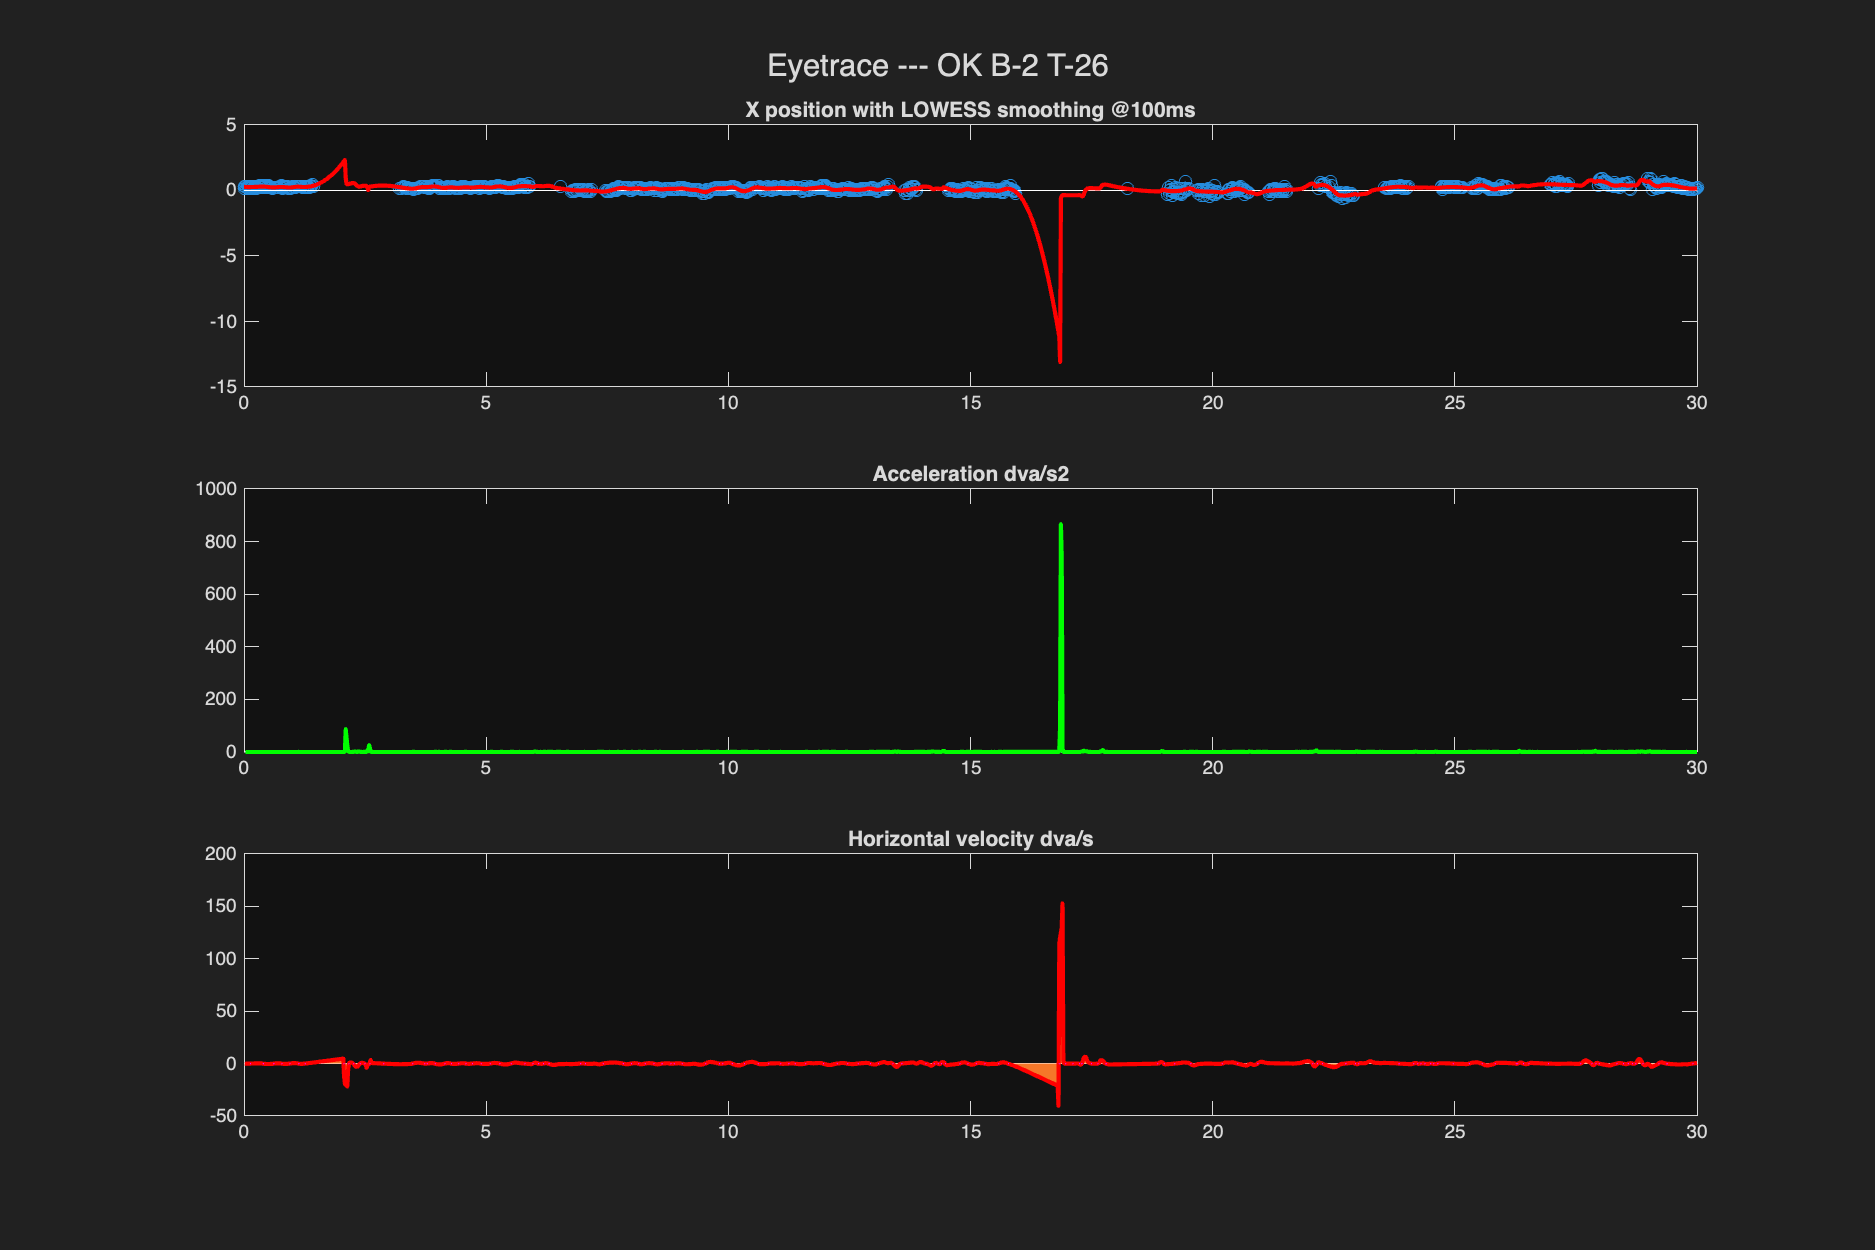 Eyetrace --- OK B-2 T-26
X position with LOWESS smoothing @100ms
5
0
-5
-10
-15
0 5 10 15 20 25 30
Acceleration dva/s2
1000
800
600
400
200
0
0 5 10 15 20 25 30
Horizontal velocity dva/s
200
150
100
50
0
-50
0 5 10 15 20 25 30